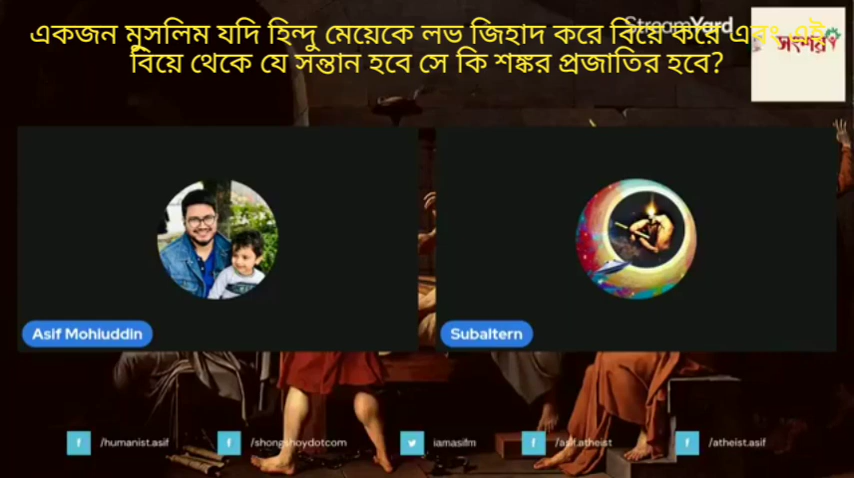 StreamYard
একজন মুসলিম যদি হিন্দু মেয়েকে লভ জিহাদ করে বিয়ে করে এবং এই
বিয়ে থেকে যে সন্তান হবে সে কি শঙ্কর প্রজাতির হবে?
সংশয়
Asif Mohiuddin
Subaltern
/humanist.asif
/shongshoydotcom
iamasifm
/asif.atheist
/atheist.asif